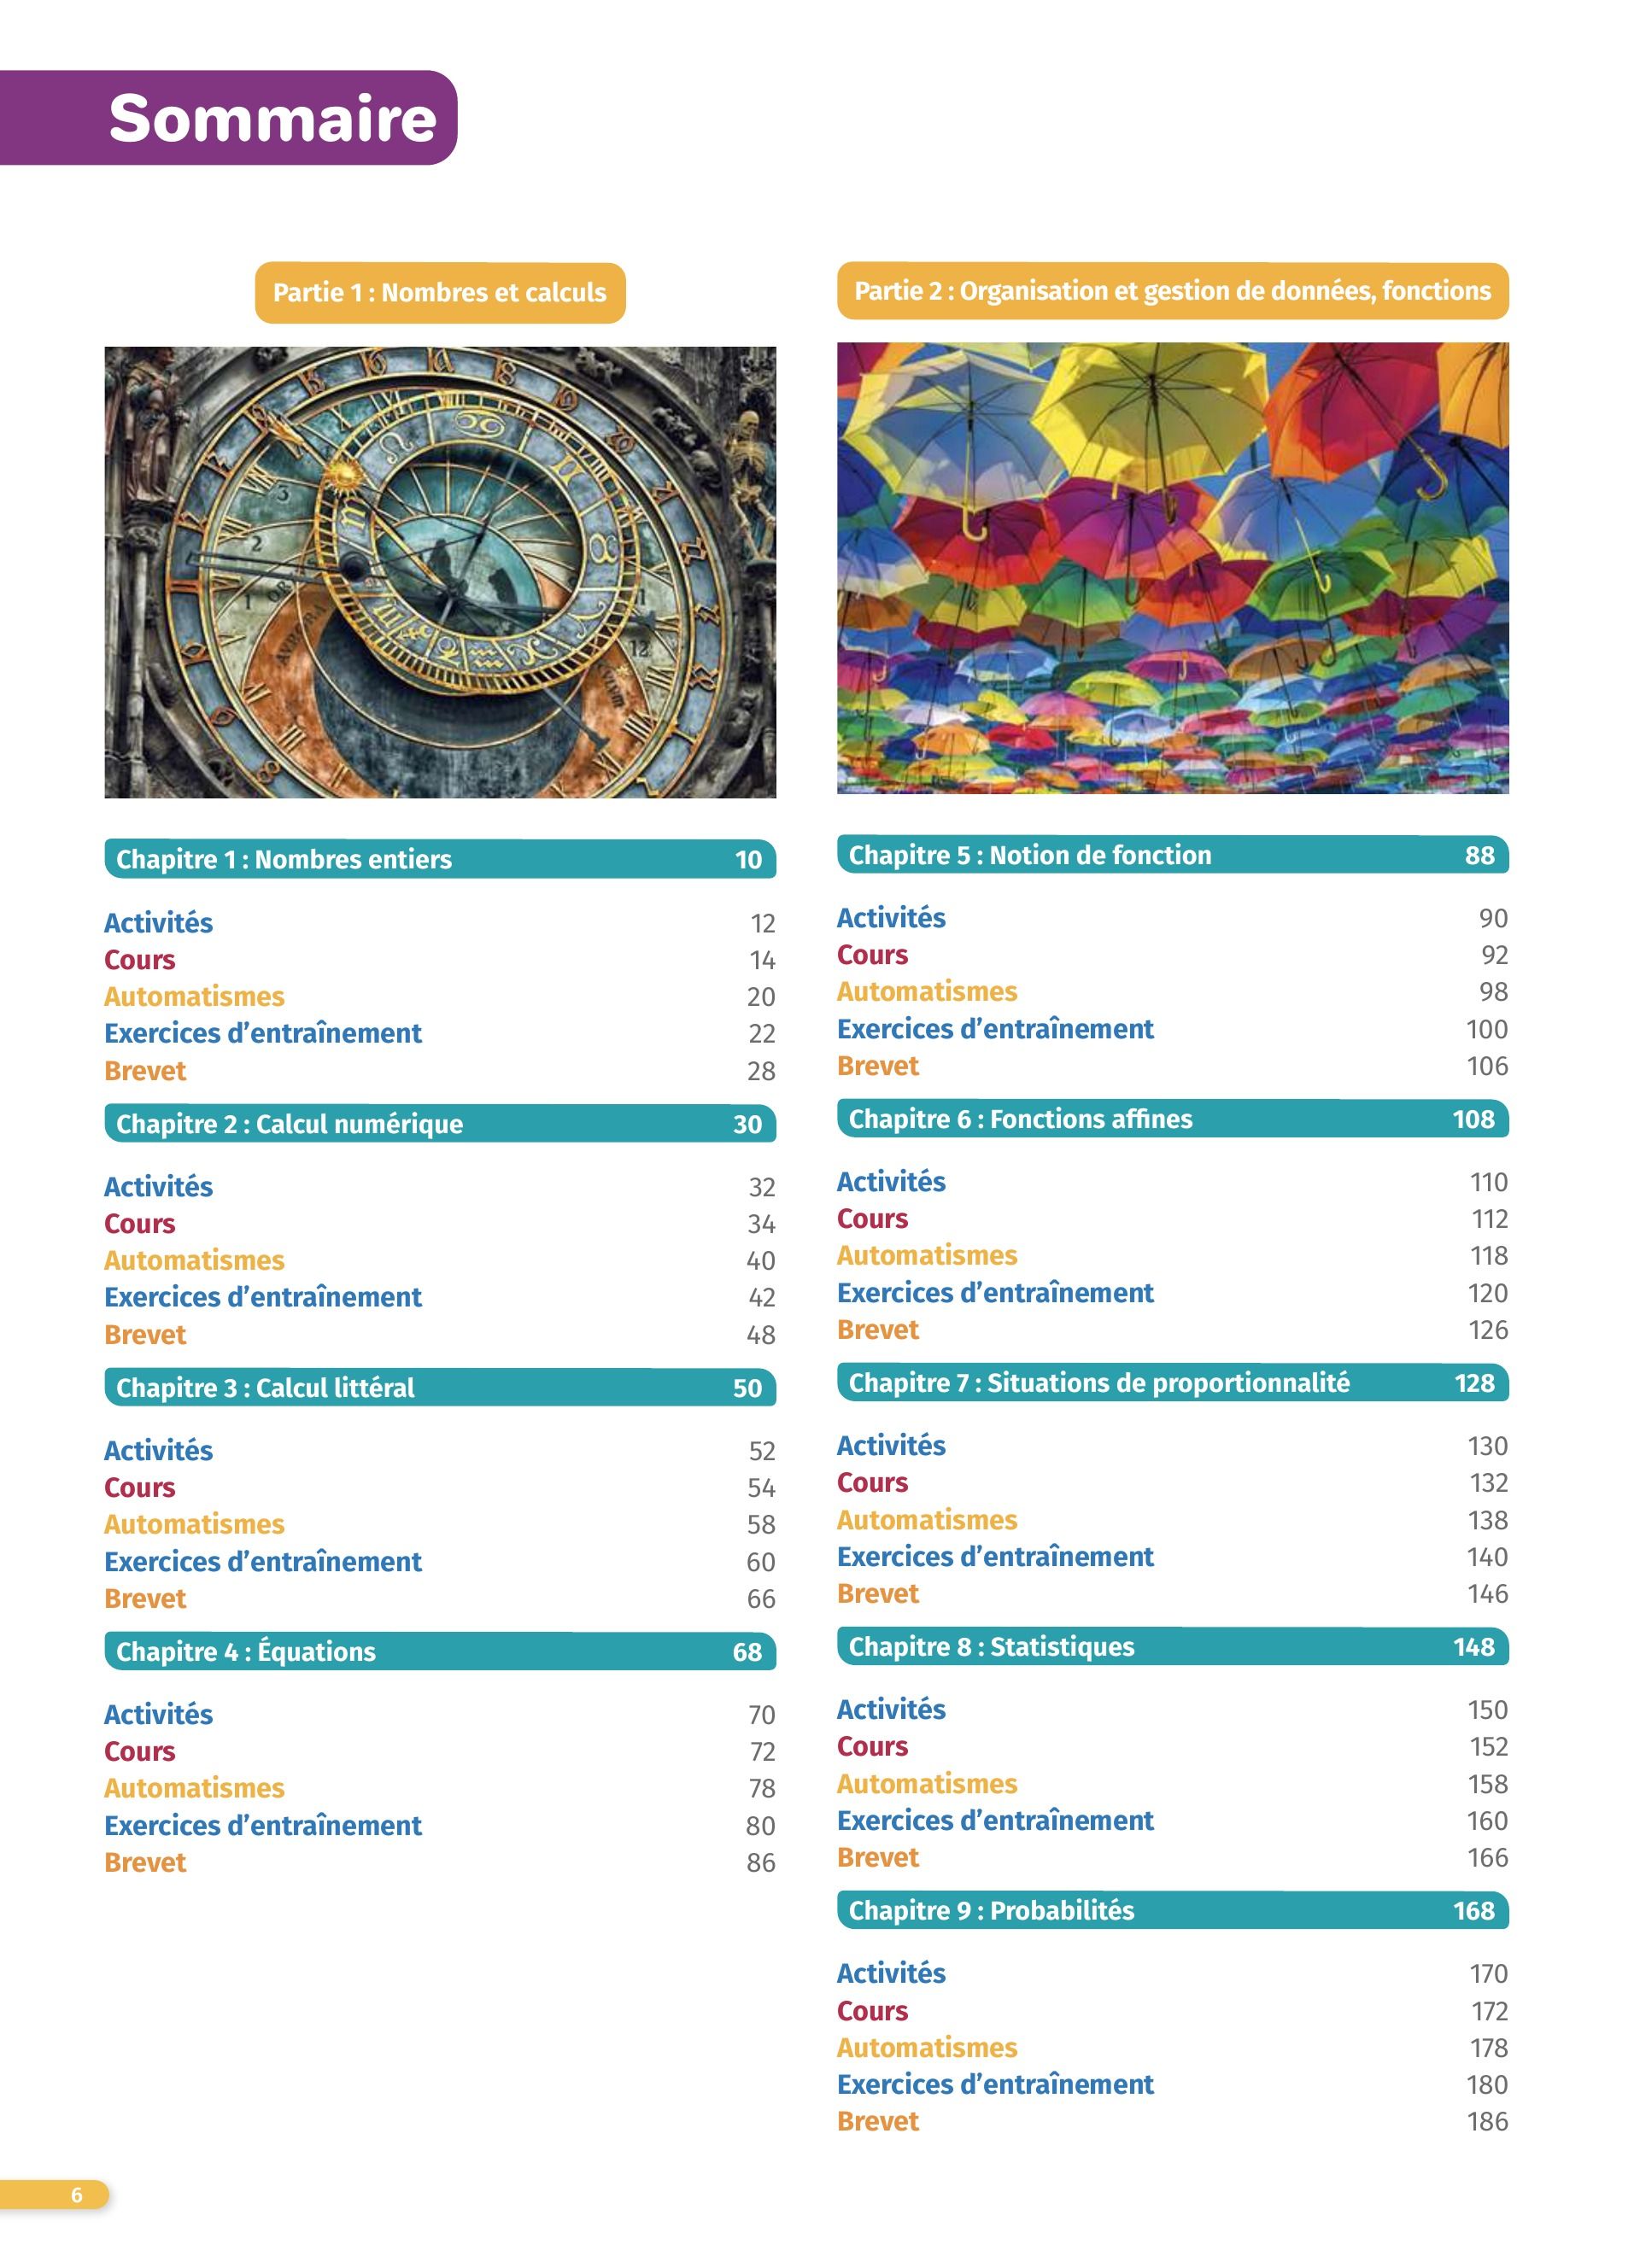 Sommaire
Partie 1 : Nombres et calculs
Chapitre 1 : Nombres entiers 10
Activités 12
Cours 14
Automatismes 20
Exercices d’entraînement 22
Brevet 28
Chapitre 2 : Calcul numérique 30
Activités 32
Cours 34
Automatismes 40
Exercices d’entraînement 42
Brevet 48
Chapitre 3 : Calcul littéral 50
Activités 52
Cours 54
Automatismes 58
Exercices d’entraînement 60
Brevet 66
Chapitre 4 : Équations 68
Activités 70
Cours 72
Automatismes 78
Exercices d’entraînement 80
Brevet 86
Partie 2 : Organisation et gestion de données, fonctions
Chapitre 5 : Notion de fonction 88
Activités 90
Cours 92
Automatismes 98
Exercices d’entraînement 100
Brevet 106
Chapitre 6 : Fonctions affines 108
Activités 110
Cours 112
Automatismes 118
Exercices d’entraînement 120
Brevet 126
Chapitre 7 : Situations de proportionnalité 128
Activités 130
Cours 132
Automatismes 138
Exercices d’entraînement 140
Brevet 146
Chapitre 8 : Statistiques 148
Activités 150
Cours 152
Automatismes 158
Exercices d’entraînement 160
Brevet 166
Chapitre 9 : Probabilités 168
Activités 170
Cours 172
Automatismes 178
Exercices d’entraînement 180
Brevet 186
6